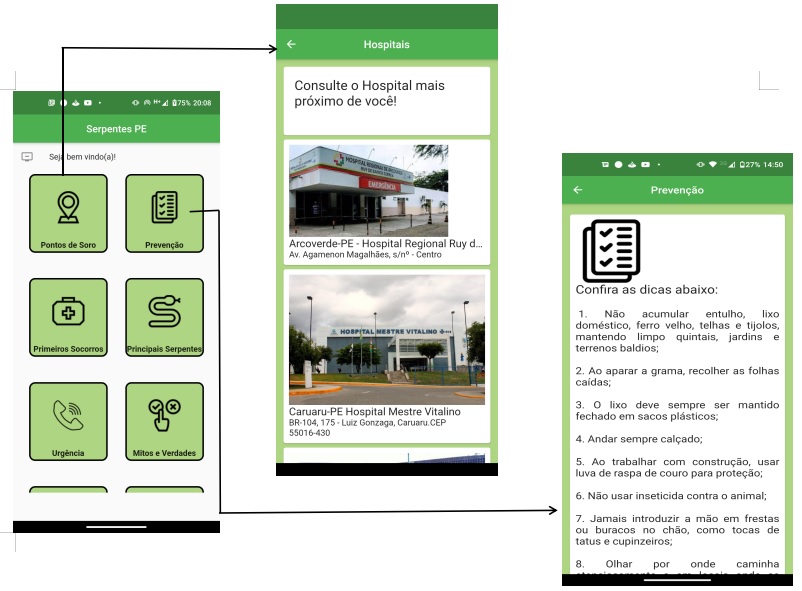 75% 20:08
Serpentes PE
Seja bem vindo(a)!
Pontos de Soro
Prevenção
Primeiros Socorros
Principais Serpentes
Urgência
Mitos e Verdades
Hospitais
Consulte o Hospital mais
próximo de você!
HOSPITAL REGIONAL DE
EMERGÊNCIA
Arcoverde-PE - Hospital Regional Ruy d...
Av. Agamenon Magalhães, s/nº - Centro
HOSPITAL MESTRE VITALINO
Caruaru-PE Hospital Mestre Vitalino
BR-104, 175 - Luiz Gonzaga, Caruaru.CEP
55016-430
27% 14:50
Prevenção
Confira as dicas abaixo:
1. Não acumular entulho, lixo
doméstico, ferro velho, telhas e tijolos,
mantendo limpo quintais, jardins e
terrenos baldios;
2. Ao aparar a grama, recolher as folhas
caídas;
3. O lixo deve sempre ser mantido
fechado em sacos plásticos;
4. Andar sempre calçado;
5. Ao trabalhar com construção, usar
luva de raspa de couro para proteção;
6. Não usar inseticida contra o animal;
7. Jamais introduzir a mão em frestas
ou buracos no chão, como tocas de
tatus e cupinzeiros;
8. Olhar por onde caminha